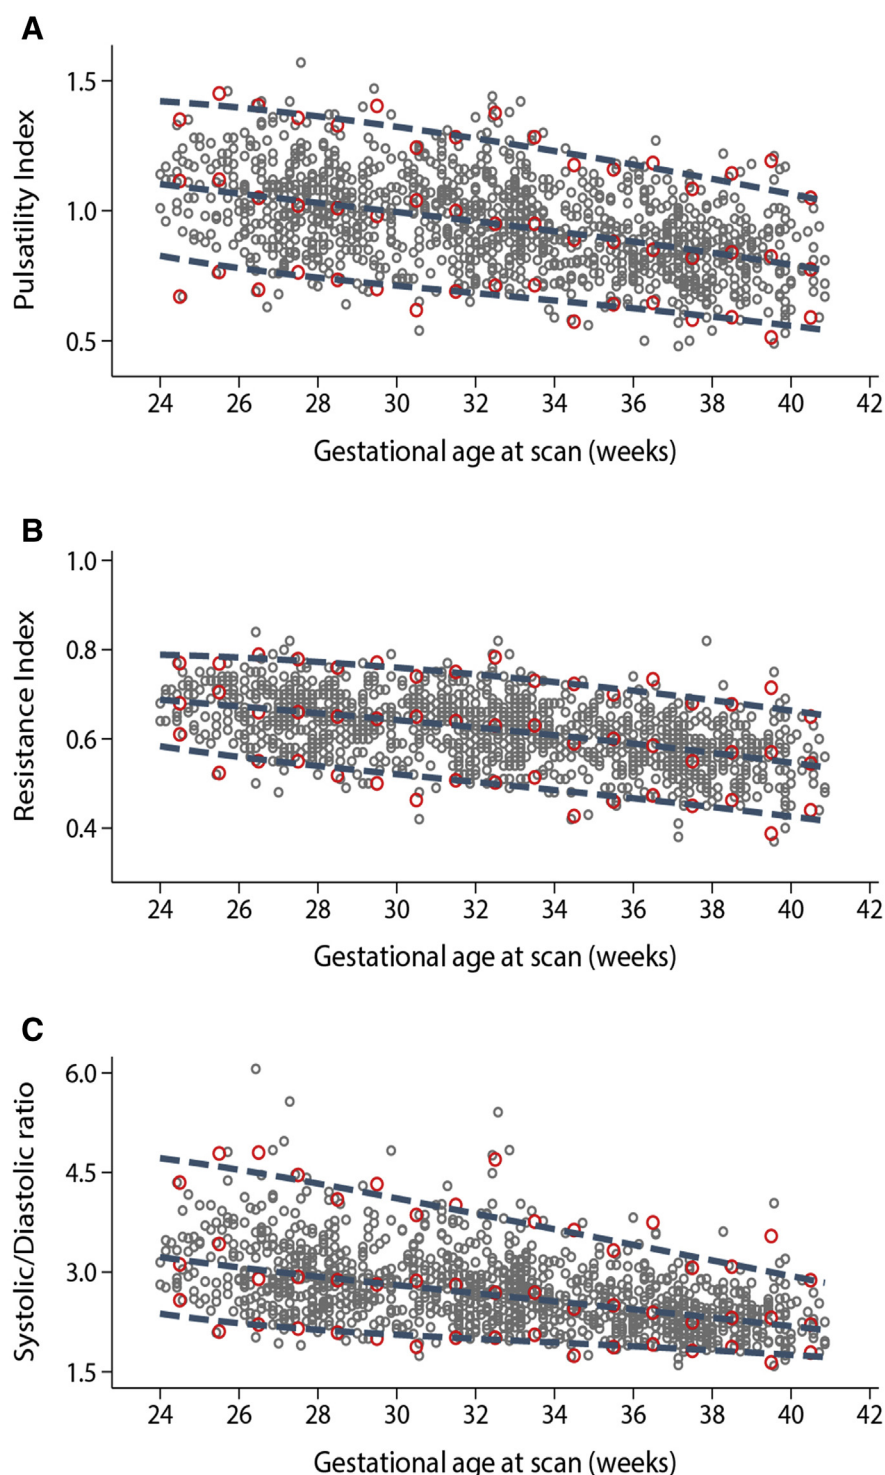 A
Pulsatility Index
1.5
1.0
0.5
24 26 28 30 32 34 36 38 40 42
Gestational age at scan (weeks)
B
Resistance Index
1.0
0.8
0.6
0.4
24 26 28 30 32 34 36 38 40 42
Gestational age at scan (weeks)
C
Systolic/Diastolic ratio
6.0
4.5
3.0
1.5
24 26 28 30 32 34 36 38 40 42
Gestational age at scan (weeks)